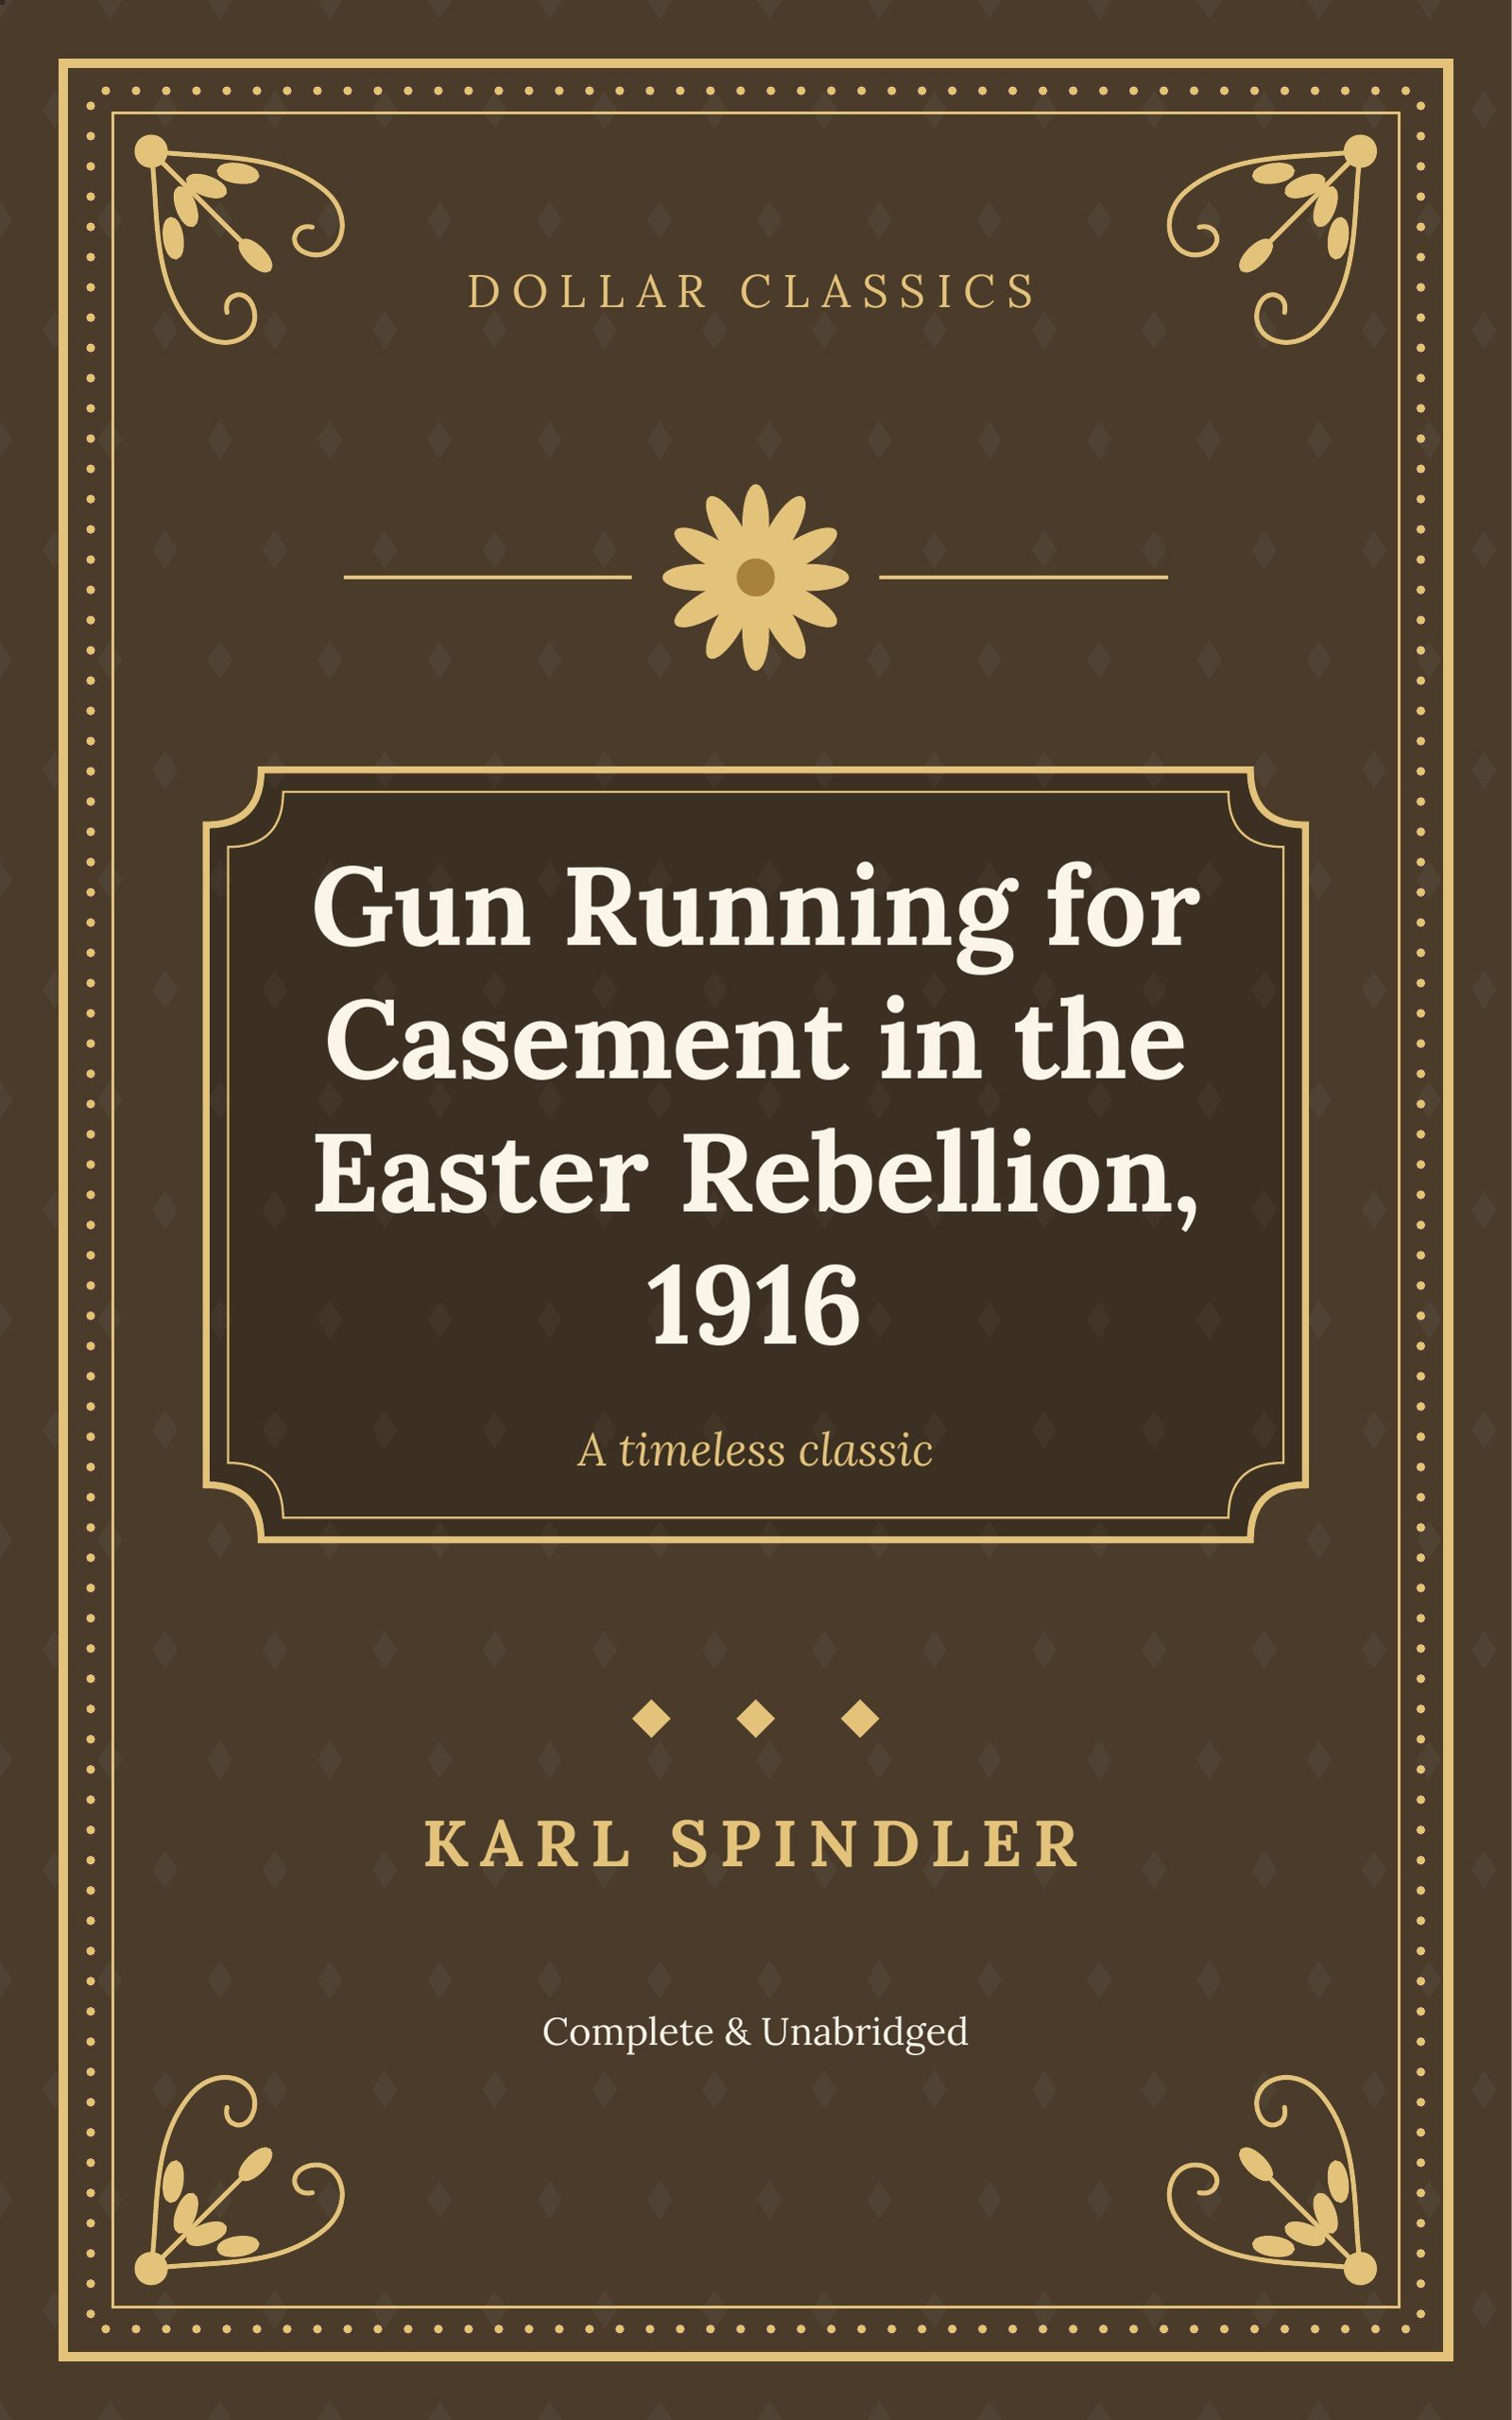 DOLLAR CLASSICS
Gun Running for
Casement in the
Easter Rebellion,
1916
A timeless classic
KARL SPINDLER
Complete & Unabridged